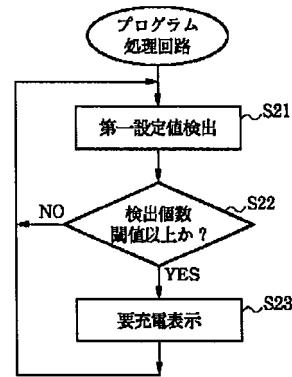 プログラム
処理回路
第一設定値検出
S21
検出個数
閾値以上か？
S22
NO
YES
要充電表示
S23